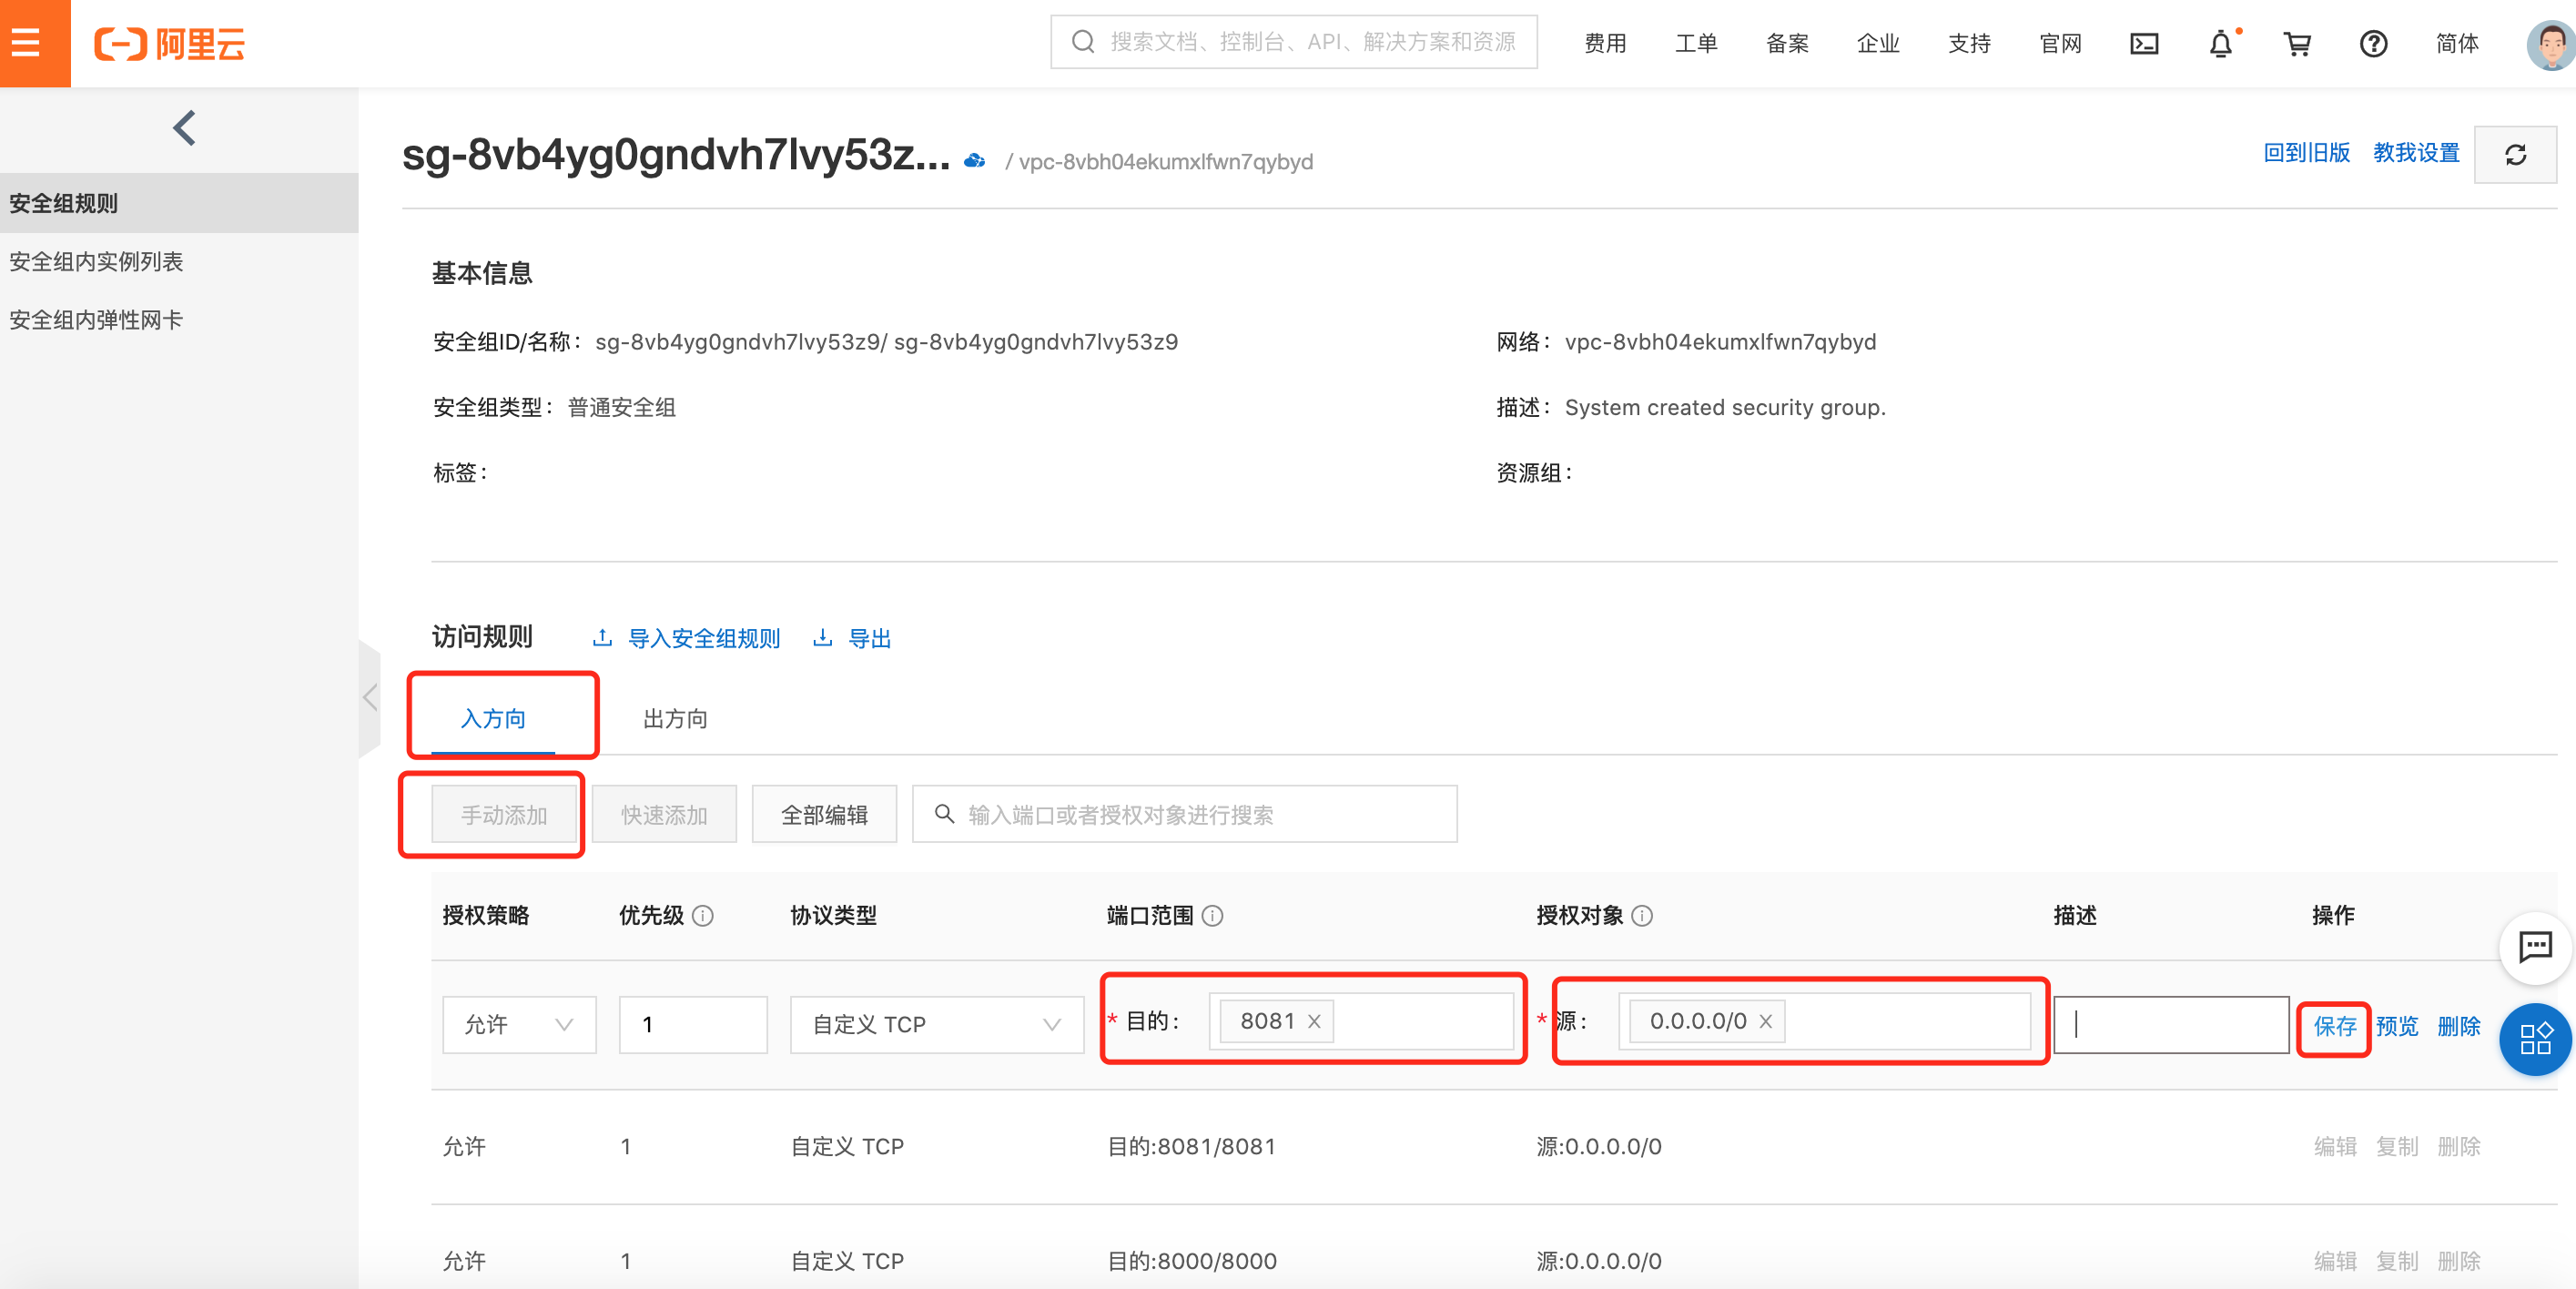 阿里云
搜索文档、控制台、API、解决方案和资源
费用 工单 备案 企业 支持 官网 简体
sg-8vb4yg0gndvh7lvy53z... / vpc-8vbh04ekumxlfwn7qybyd
回到旧版 教我设置
安全组规则
安全组内实例列表
安全组内弹性网卡
基本信息
安全组ID/名称: sg-8vb4yg0gndvh7lvy53z9/ sg-8vb4yg0gndvh7lvy53z9
网络: vpc-8vbh04ekumxlfwn7qybyd
安全组类型: 普通安全组
描述: System created security group.
标签:
资源组:
访问规则 导入安全组规则 导出
入方向 出方向
手动添加 快速添加 全部编辑 输入端口或者授权对象进行搜索
授权策略 优先级 协议类型 端口范围 授权对象 描述 操作
允许 1 自定义 TCP * 目的: 8081 X * 源: 0.0.0.0/0 X 保存 预览 删除
允许 1 自定义 TCP 目的:8081/8081 源:0.0.0.0/0 编辑 复制 删除
允许 1 自定义 TCP 目的:8000/8000 源:0.0.0.0/0 编辑 复制 删除